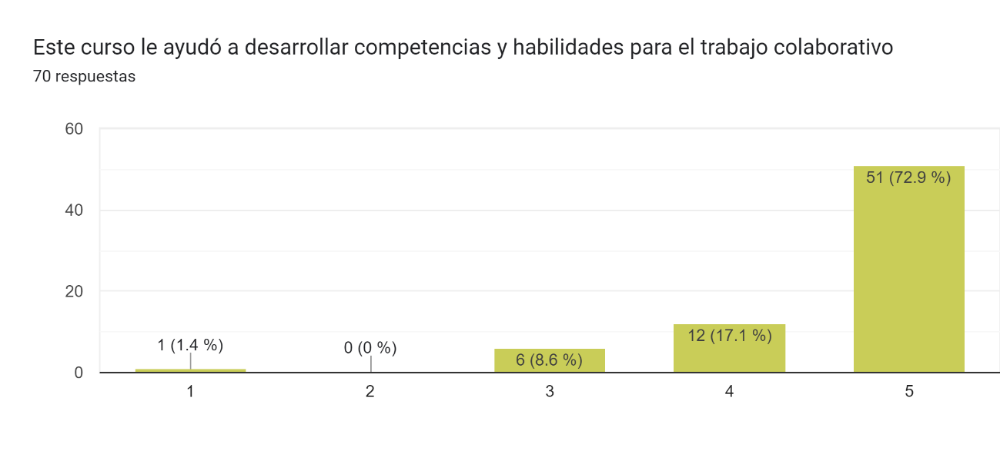 Este curso le ayudó a desarrollar competencias y habilidades para el trabajo colaborativo
70 respuestas
60
40
20
0
1 (1.4 %)
0 (0 %)
6 (8.6 %)
12 (17.1 %)
51 (72.9 %)
1
2
3
4
5